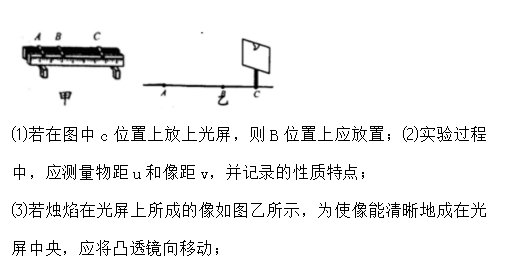 A B C
甲
A 乙 C
⑴若在图中c位置上放上光屏，则B位置上应放置；⑵实验过程
中，应测量物距u和像距v，并记录的性质特点；
⑶若烛焰在光屏上所成的像如图乙所示，为使像能清晰地成在光
屏中央，应将凸透镜向移动；